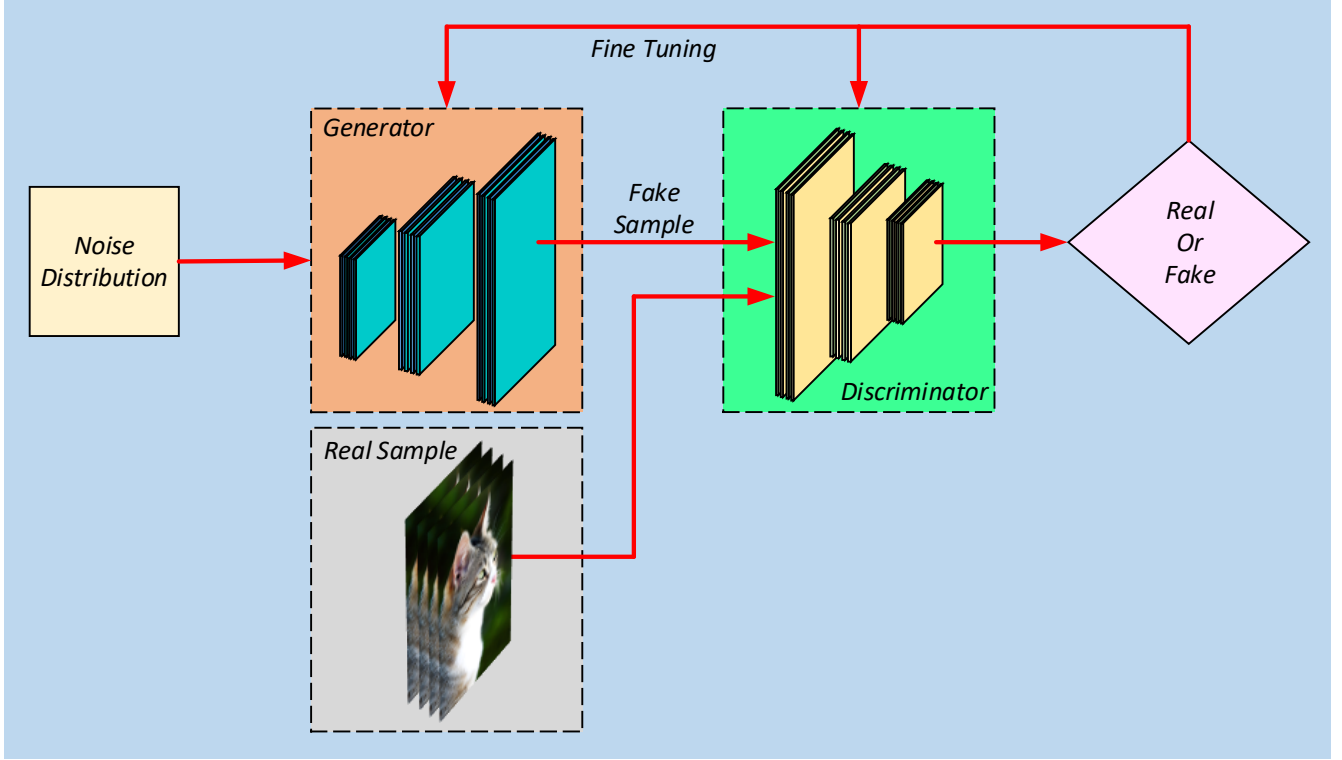 Fine Tuning
Generator
Noise
Distribution
Fake
Sample
Real
Or
Fake
Discriminator
Real Sample